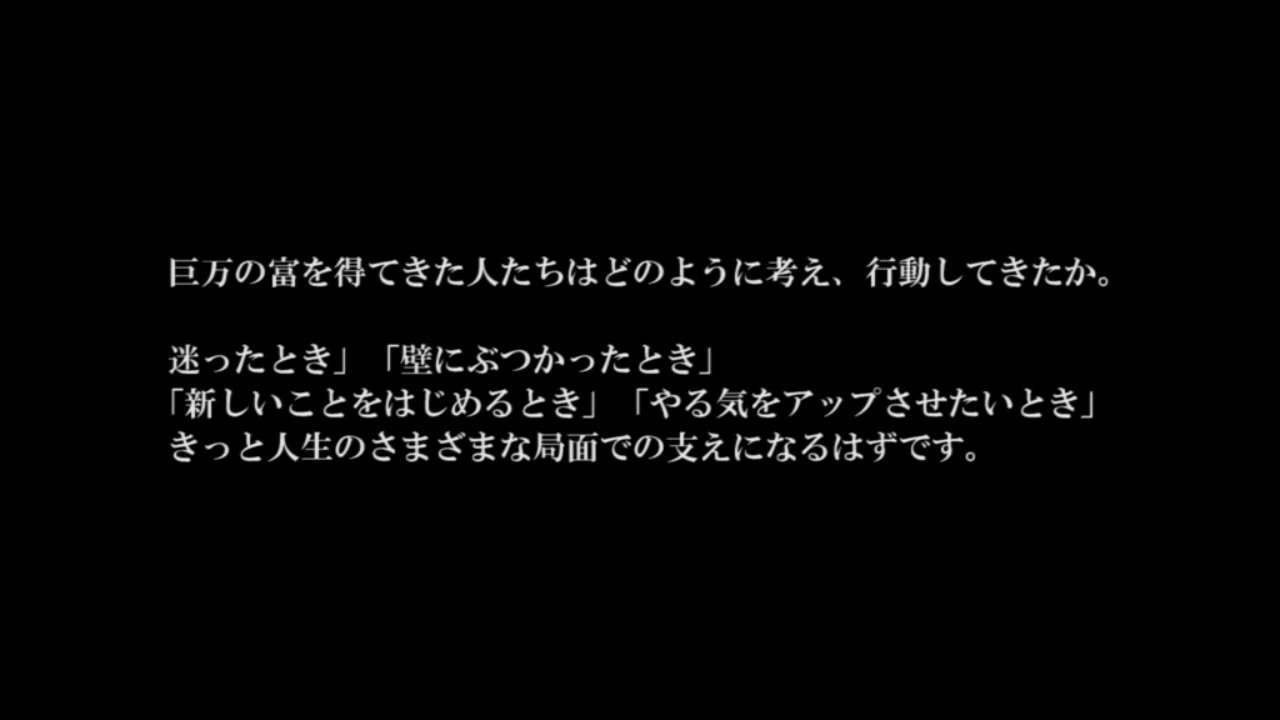 巨万の富を得てきた人たちはどのように考え、行動してきたか。
迷ったとき」「壁にぶつかったとき」
「新しいことをはじめるとき」「やる気をアップさせたいとき」
きっと人生のさまざまな局面での支えになるはずです。